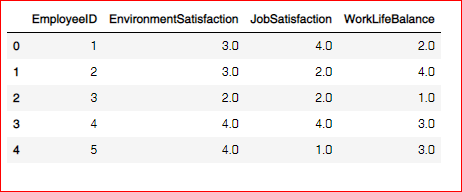 EmployeeID EnvironmentSatisfaction JobSatisfaction WorkLifeBalance
0 1 3.0 4.0 2.0
1 2 3.0 2.0 4.0
2 3 2.0 2.0 1.0
3 4 4.0 4.0 3.0
4 5 4.0 1.0 3.0